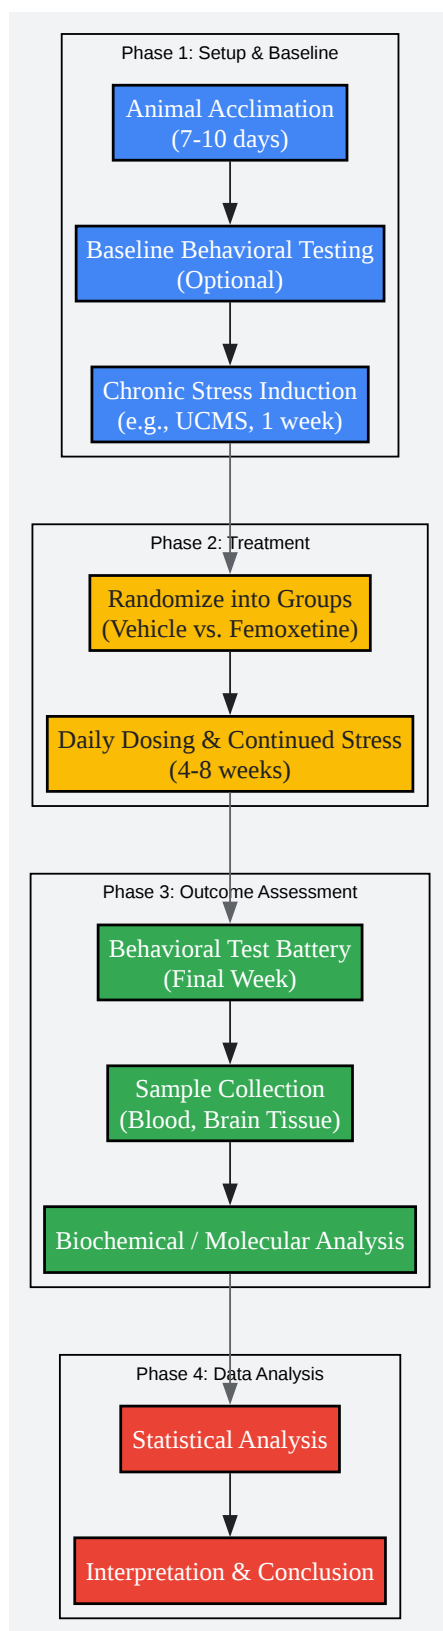 Phase 1: Setup & Baseline
Animal Acclimation
(7-10 days)
Baseline Behavioral Testing
(Optional)
Chronic Stress Induction
(e.g., UCMS, 1 week)
Phase 2: Treatment
Randomize into Groups
(Vehicle vs. Femoxetine)
Daily Dosing & Continued Stress
(4-8 weeks)
Phase 3: Outcome Assessment
Behavioral Test Battery
(Final Week)
Sample Collection
(Blood, Brain Tissue)
Biochemical / Molecular Analysis
Phase 4: Data Analysis
Statistical Analysis
Interpretation & Conclusion